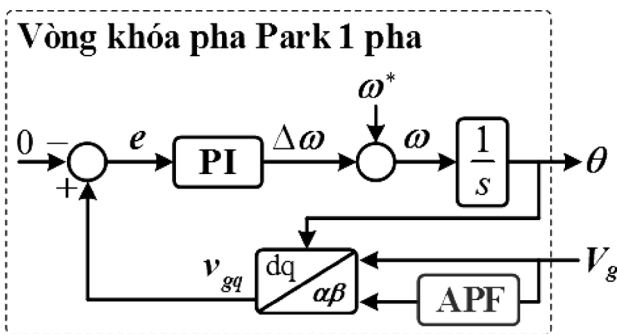 Vòng khóa pha Park 1 pha
ω*
0 − e PI Δω ω 1/s θ
+
v_gq dq αβ V_g
APF